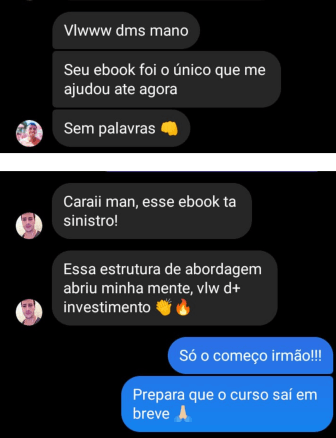 Vlwww dms mano
Seu ebook foi o único que me
ajudou ate agora
Sem palavras 👊
Caraii man, esse ebook ta
sinistro!
Essa estrutura de abordagem
abriu minha mente, vlw d+
investimento 👏🔥
Só o começo irmão!!!
Prepara que o curso saí em
breve 🙏🏻